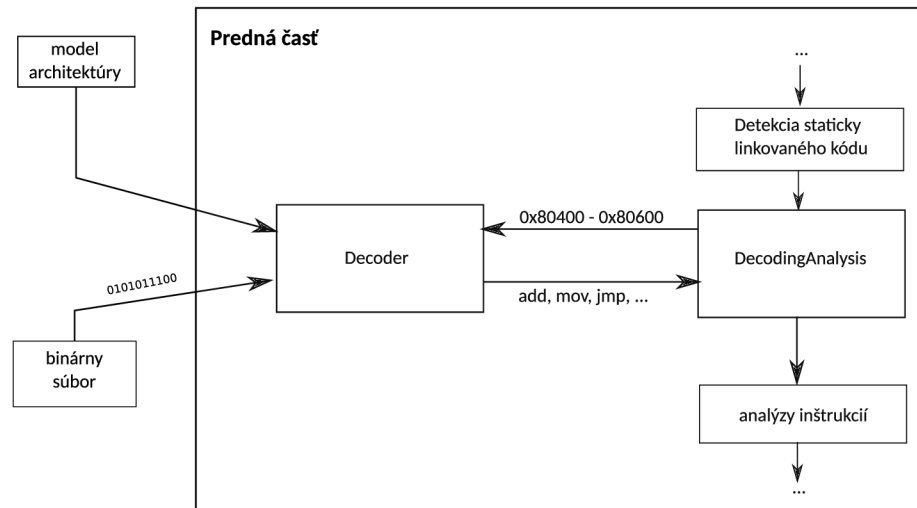 Predná časť
model
architektúry
...
Detekcia staticky
linkovaného kódu
0x80400 - 0x80600
Decoder
DecodingAnalysis
0101011100
add, mov, jmp, ...
binárny
súbor
analýzy inštrukcií
...